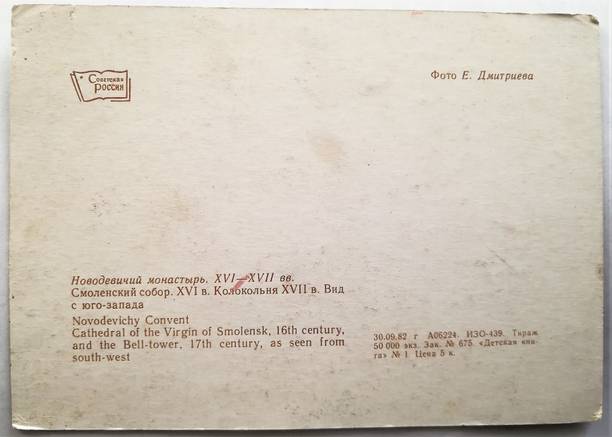 Советская
Россия
Фото Е. Дмитриева
Новодевичий монастырь. XVI—XVII вв.
Смоленский собор. XVI в. Колокольня XVII в. Вид
с юго-запада
Novodevichy Convent
Cathedral of the Virgin of Smolensk, 16th century,
and the Bell-tower, 17th century, as seen from
south-west
30.09.82 г А06224. ИЗО-439. Тираж
50 000 экз. Зак. № 675. «Детская кни-
га» № 1. Цена 5 к.